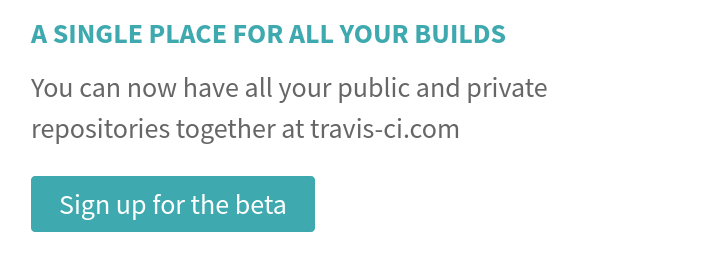 A SINGLE PLACE FOR ALL YOUR BUILDS
You can now have all your public and private
repositories together at travis-ci.com
Sign up for the beta